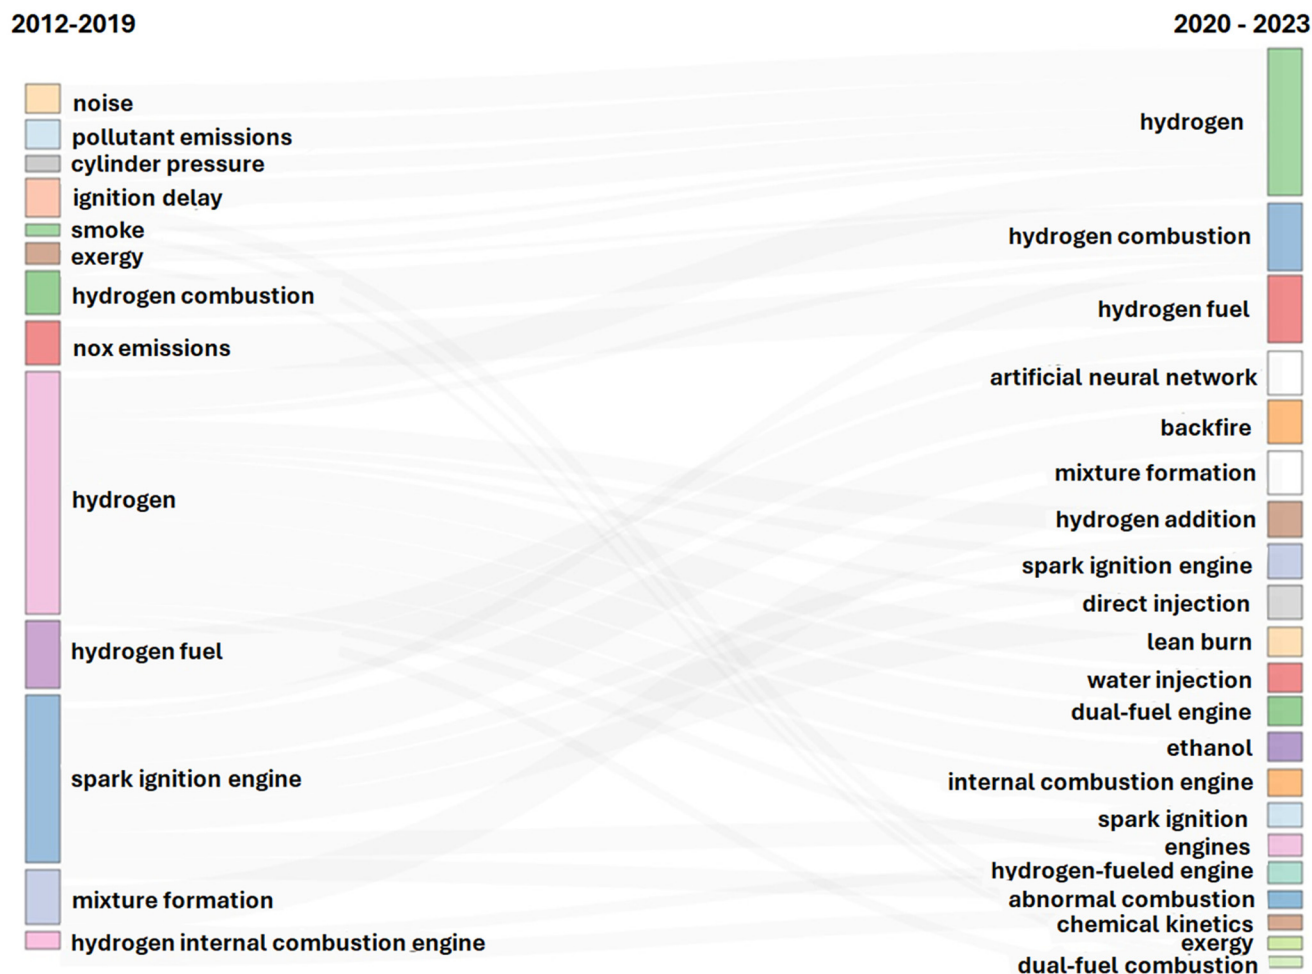 2012-2019
2020 - 2023
noise
pollutant emissions
cylinder pressure
ignition delay
smoke
exergy
hydrogen combustion
nox emissions
hydrogen
hydrogen fuel
spark ignition engine
mixture formation
hydrogen internal combustion engine
hydrogen
hydrogen combustion
hydrogen fuel
artificial neural network
backfire
mixture formation
hydrogen addition
spark ignition engine
direct injection
lean burn
water injection
dual-fuel engine
ethanol
internal combustion engine
spark ignition
engines
hydrogen-fueled engine
abnormal combustion
chemical kinetics
exergy
dual-fuel combustion